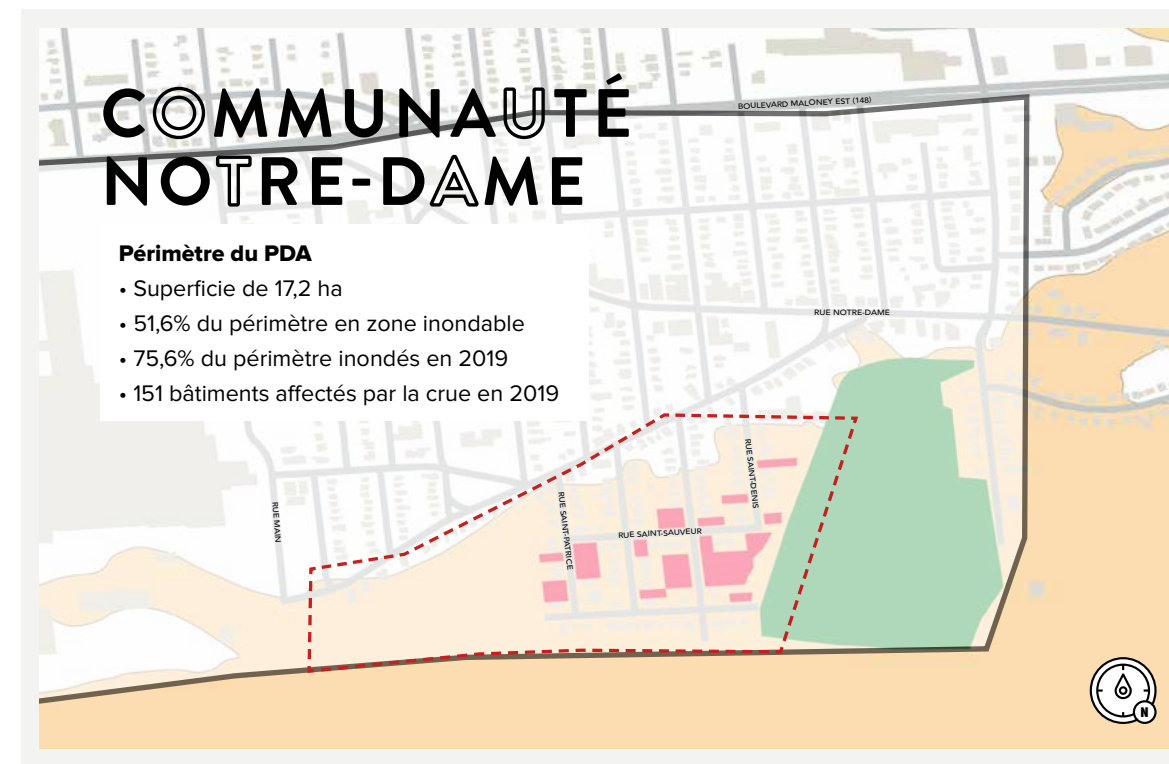 COMMUNAUTÉ
NOTRE-DAME
Périmètre du PDA
• Superficie de 17,2 ha
• 51,6% du périmètre en zone inondable
• 75,6% du périmètre inondés en 2019
• 151 bâtiments affectés par la crue en 2019
BOULEVARD MALONEY EST (148)
RUE NOTRE-DAME
RUE MAIN
RUE SAINT-PATRICE
RUE SAINT-SAUVEUR
RUE SAINT-DENIS
N